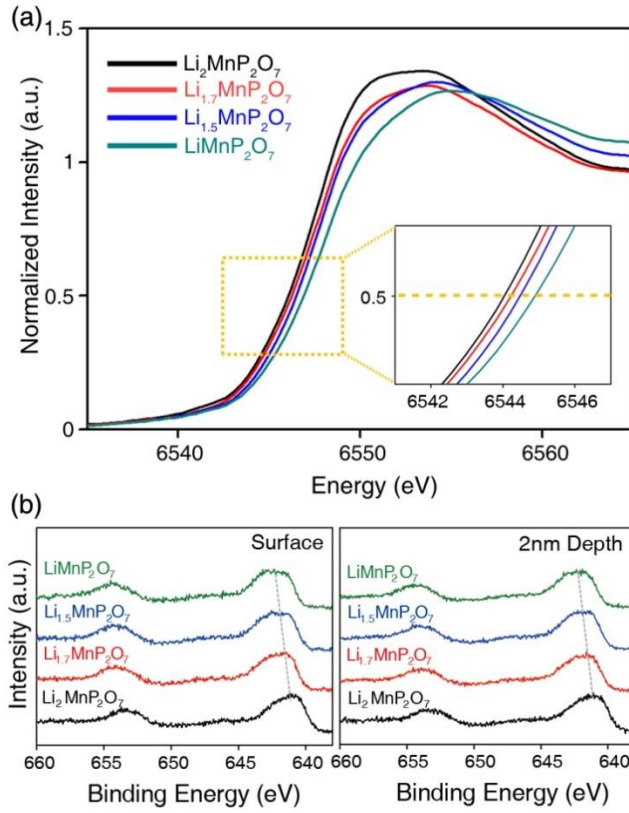 (a)
1.5
1
0.5
0
Normalized Intensity (a.u.)
Li₂MnP₂O₇
Li₁.₇MnP₂O₇
Li₁.₅MnP₂O₇
LiMnP₂O₇
0.5
6542 6544 6546
6540 6550 6560
Energy (eV)
(b)
Intensity (a.u.)
Surface
LiMnP₂O₇
Li₁.₅MnP₂O₇
Li₁.₇MnP₂O₇
Li₂MnP₂O₇
660 655 650 645 640
Binding Energy (eV)
2nm Depth
LiMnP₂O₇
Li₁.₅MnP₂O₇
Li₁.₇MnP₂O₇
Li₂MnP₂O₇
660 655 650 645 640
Binding Energy (eV)